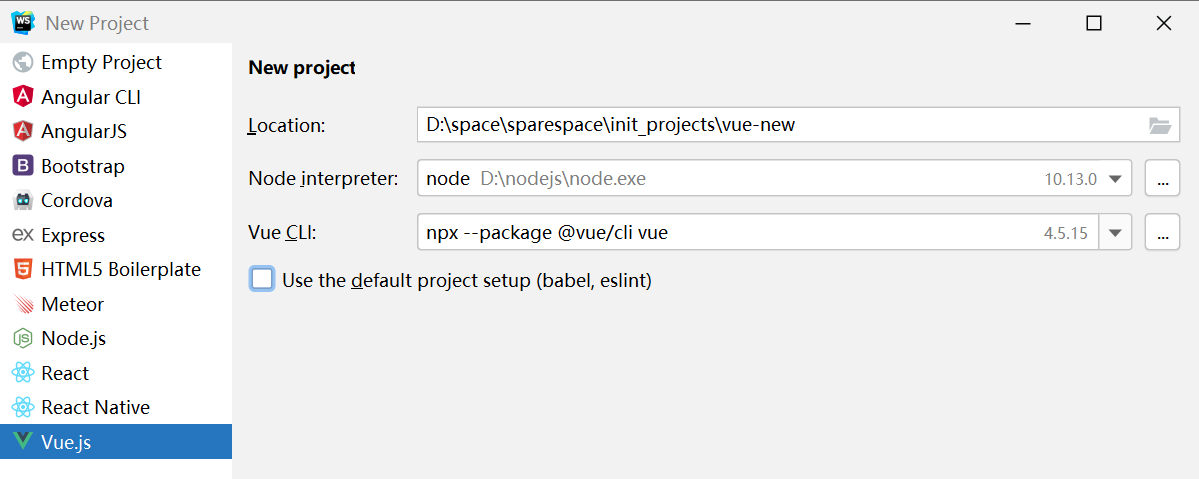 WS
New Project
Empty Project
Angular CLI
AngularJS
Bootstrap
Cordova
ex Express
HTML5 Boilerplate
Meteor
Node.js
React
React Native
Vue.js
New project
Location: D:\space\sparespace\init_projects\vue-new
Node interpreter: node D:\nodejs\node.exe 10.13.0 ...
Vue CLI: npx --package @vue/cli vue 4.5.15 ...
Use the default project setup (babel, eslint)